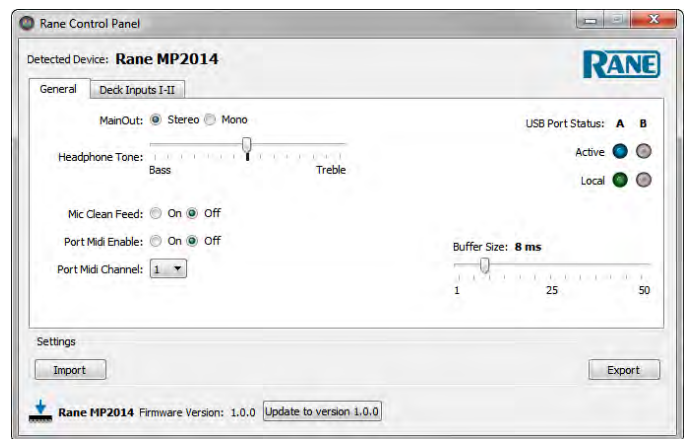 Rane Control Panel
Detected Device: Rane MP2014
RANE
General Deck Inputs I-II
MainOut: Stereo Mono
USB Port Status: A B
Active
Headphone Tone:
Bass Treble
Local
Mic Clean Feed: On Off
Port Midi Enable: On Off
Buffer Size: 8 ms
Port Midi Channel: 1
1 25 50
Settings
Import Export
Rane MP2014 Firmware Version: 1.0.0 Update to version 1.0.0